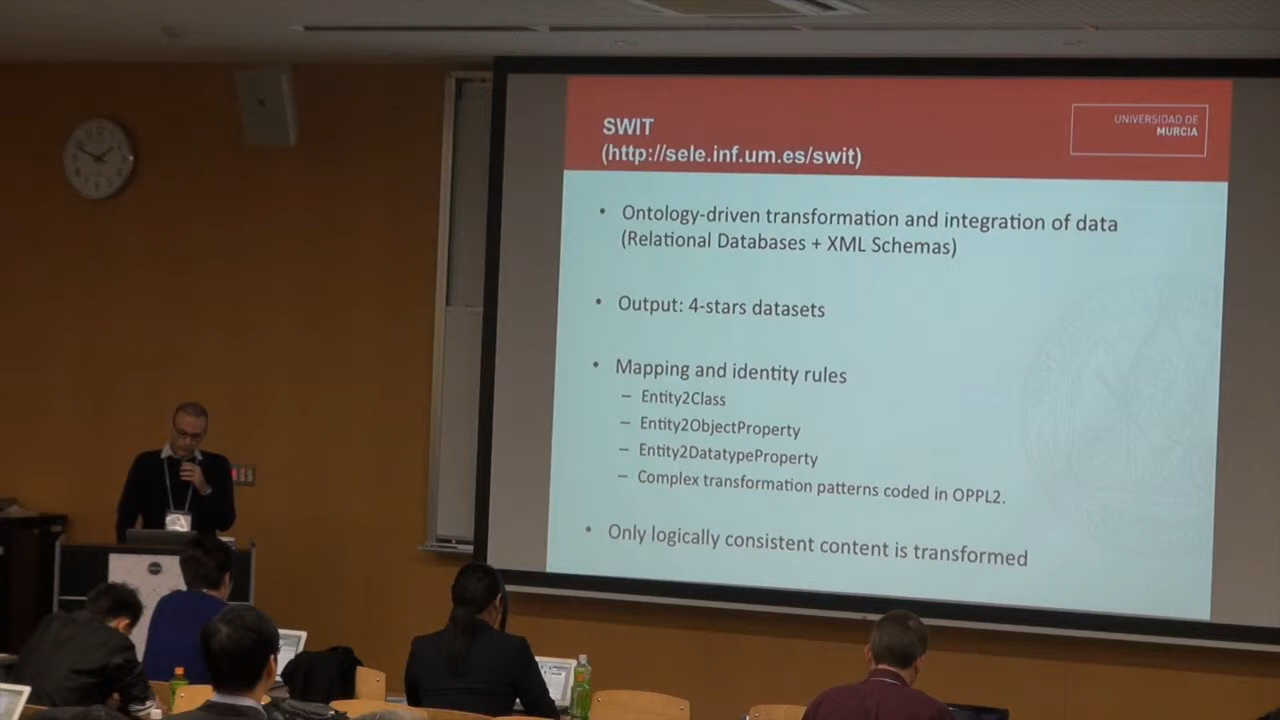 SWIT
(http://sele.inf.um.es/swit)
UNIVERSIDAD DE
MURCIA
• Ontology-driven transformation and integration of data
(Relational Databases + XML Schemas)
• Output: 4-stars datasets
• Mapping and identity rules
– Entity2Class
– Entity2ObjectProperty
– Entity2DatatypeProperty
– Complex transformation patterns coded in OPPL2.
• Only logically consistent content is transformed